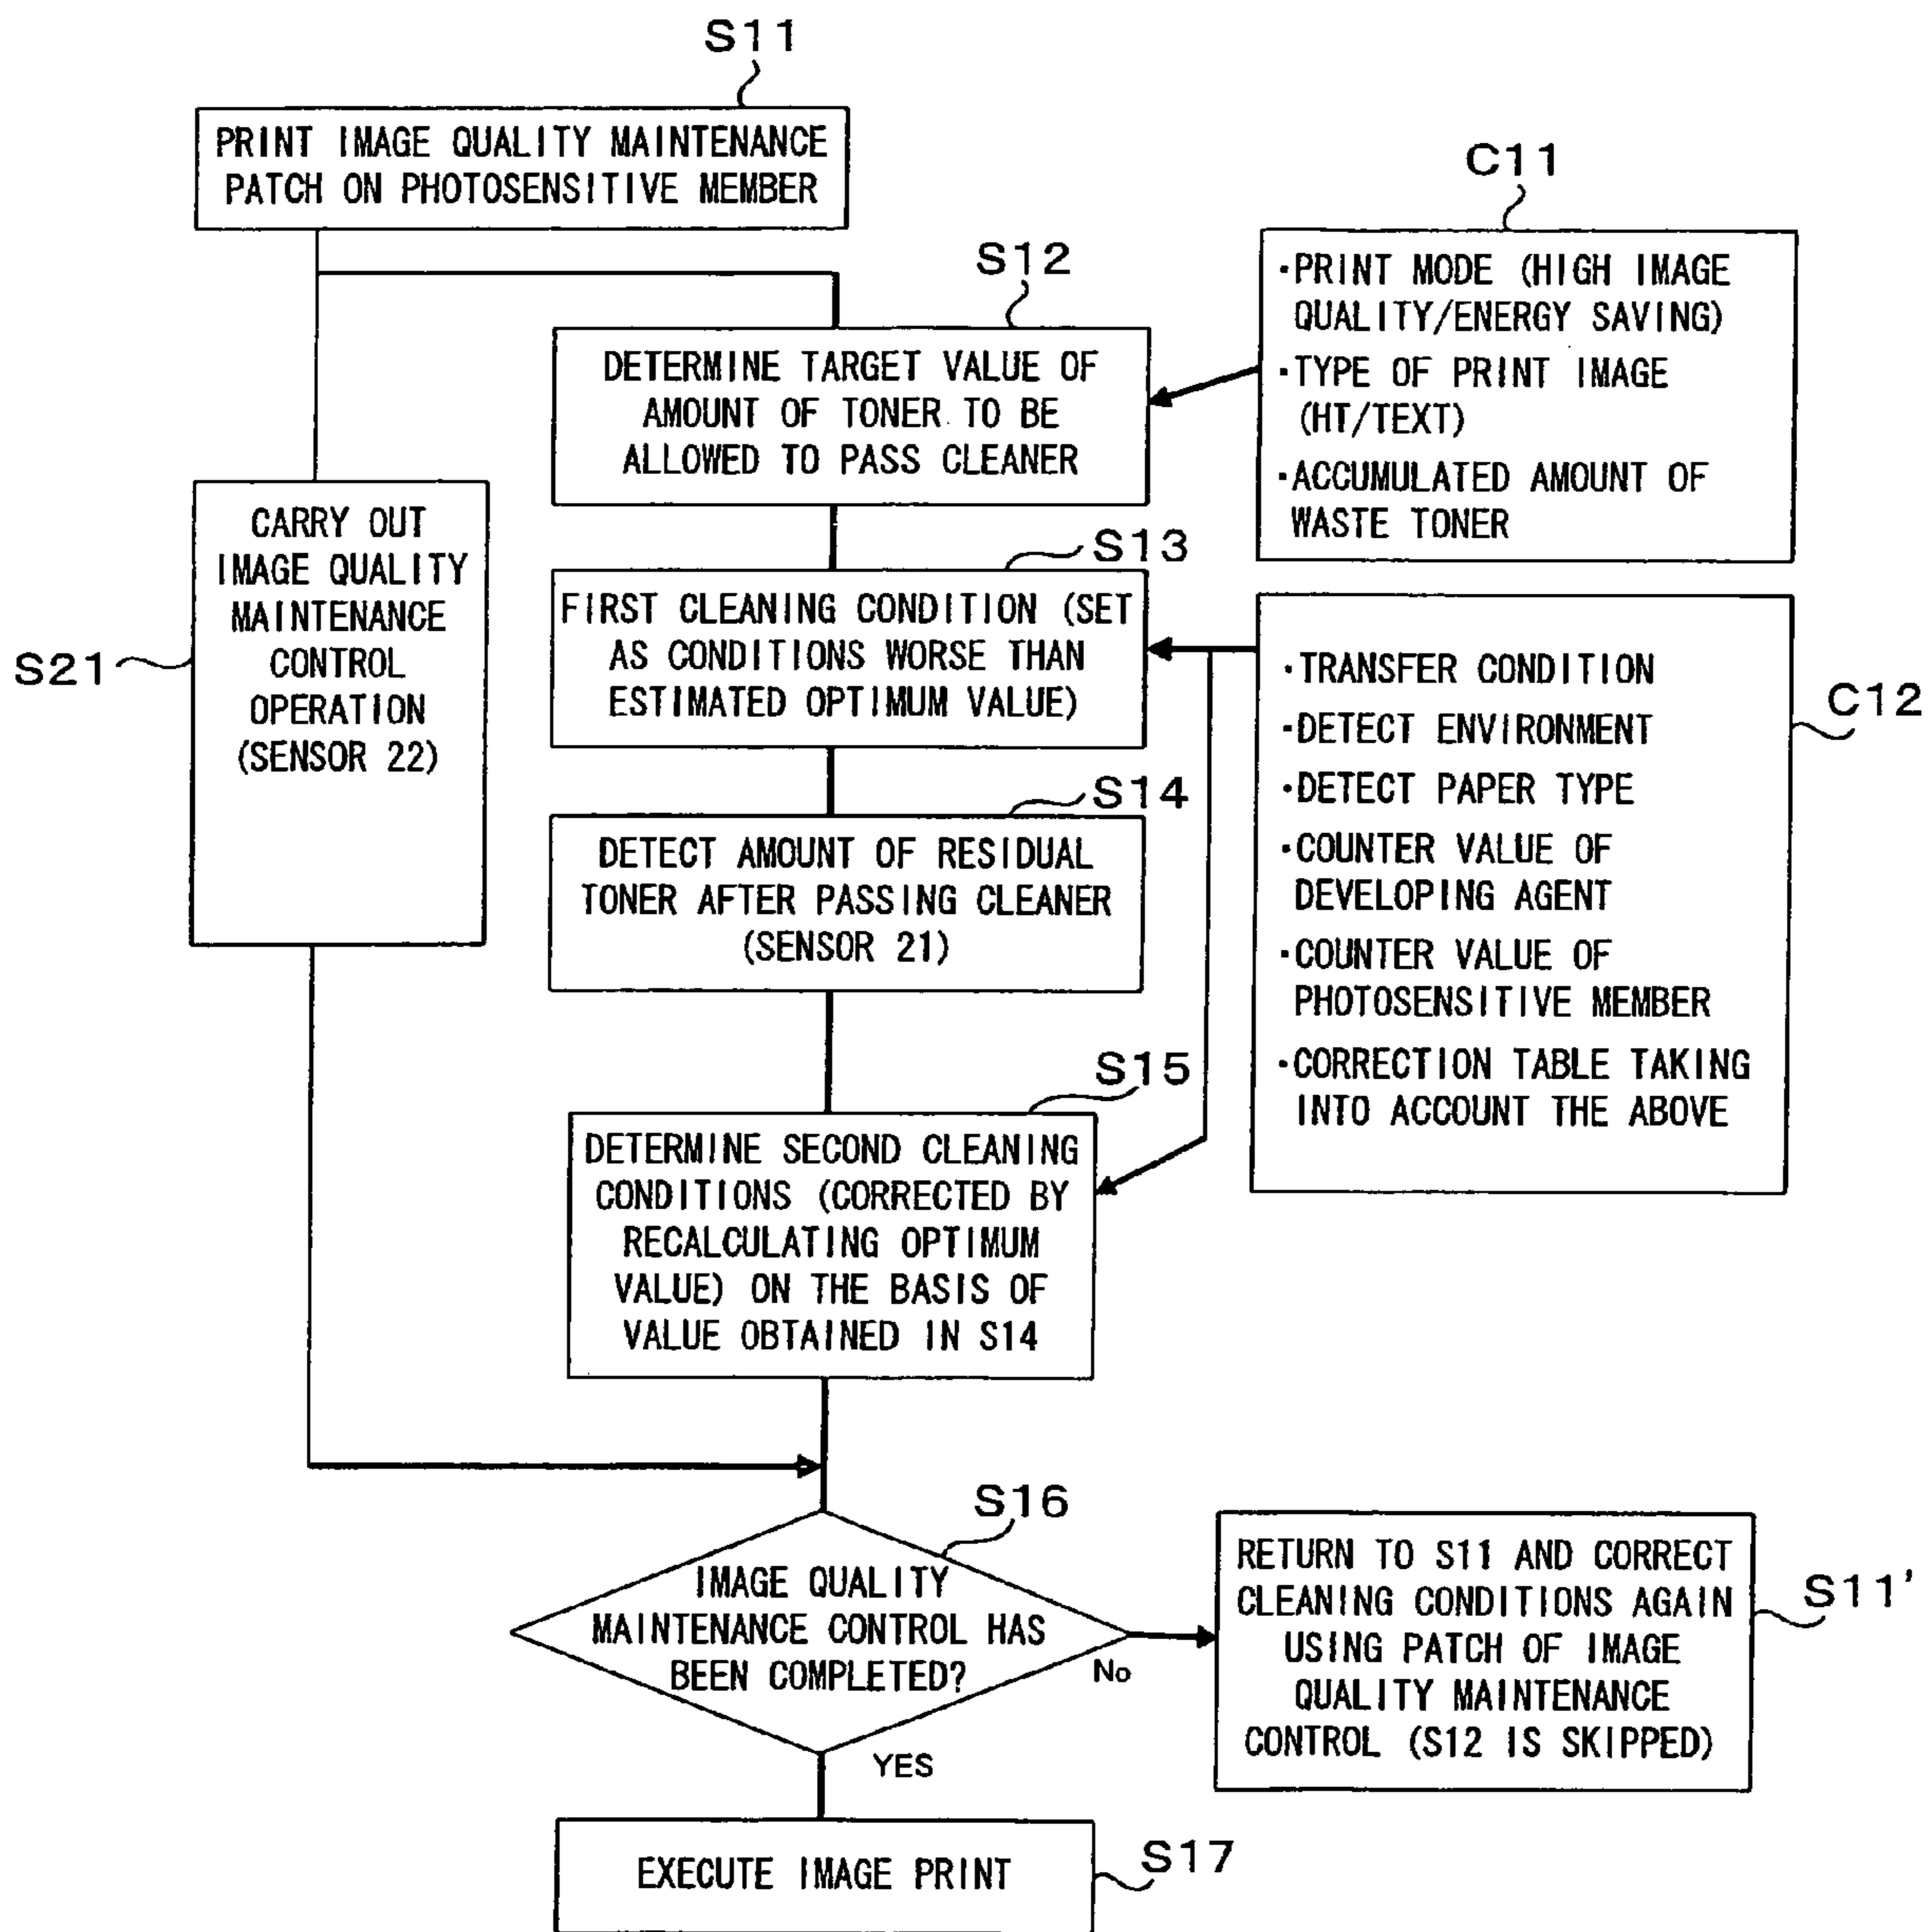 S11
PRINT IMAGE QUALITY MAINTENANCE
PATCH ON PHOTOSENSITIVE MEMBER
C11
·PRINT MODE (HIGH IMAGE
QUALITY/ENERGY SAVING)
·TYPE OF PRINT IMAGE
(HT/TEXT)
·ACCUMULATED AMOUNT OF
WASTE TONER
S12
DETERMINE TARGET VALUE OF
AMOUNT OF TONER TO BE
ALLOWED TO PASS CLEANER
S21
CARRY OUT
IMAGE QUALITY
MAINTENANCE
CONTROL
OPERATION
(SENSOR 22)
S13
FIRST CLEANING CONDITION (SET
AS CONDITIONS WORSE THAN
ESTIMATED OPTIMUM VALUE)
C12
·TRANSFER CONDITION
·DETECT ENVIRONMENT
·DETECT PAPER TYPE
·COUNTER VALUE OF
DEVELOPING AGENT
·COUNTER VALUE OF
PHOTOSENSITIVE MEMBER
·CORRECTION TABLE TAKING
INTO ACCOUNT THE ABOVE
S14
DETECT AMOUNT OF RESIDUAL
TONER AFTER PASSING CLEANER
(SENSOR 21)
S15
DETERMINE SECOND CLEANING
CONDITIONS (CORRECTED BY
RECALCULATING OPTIMUM
VALUE) ON THE BASIS OF
VALUE OBTAINED IN S14
S16
IMAGE QUALITY
MAINTENANCE CONTROL HAS
BEEN COMPLETED?
No
YES
S11'
RETURN TO S11 AND CORRECT
CLEANING CONDITIONS AGAIN
USING PATCH OF IMAGE
QUALITY MAINTENANCE
CONTROL (S12 IS SKIPPED)
S17
EXECUTE IMAGE PRINT